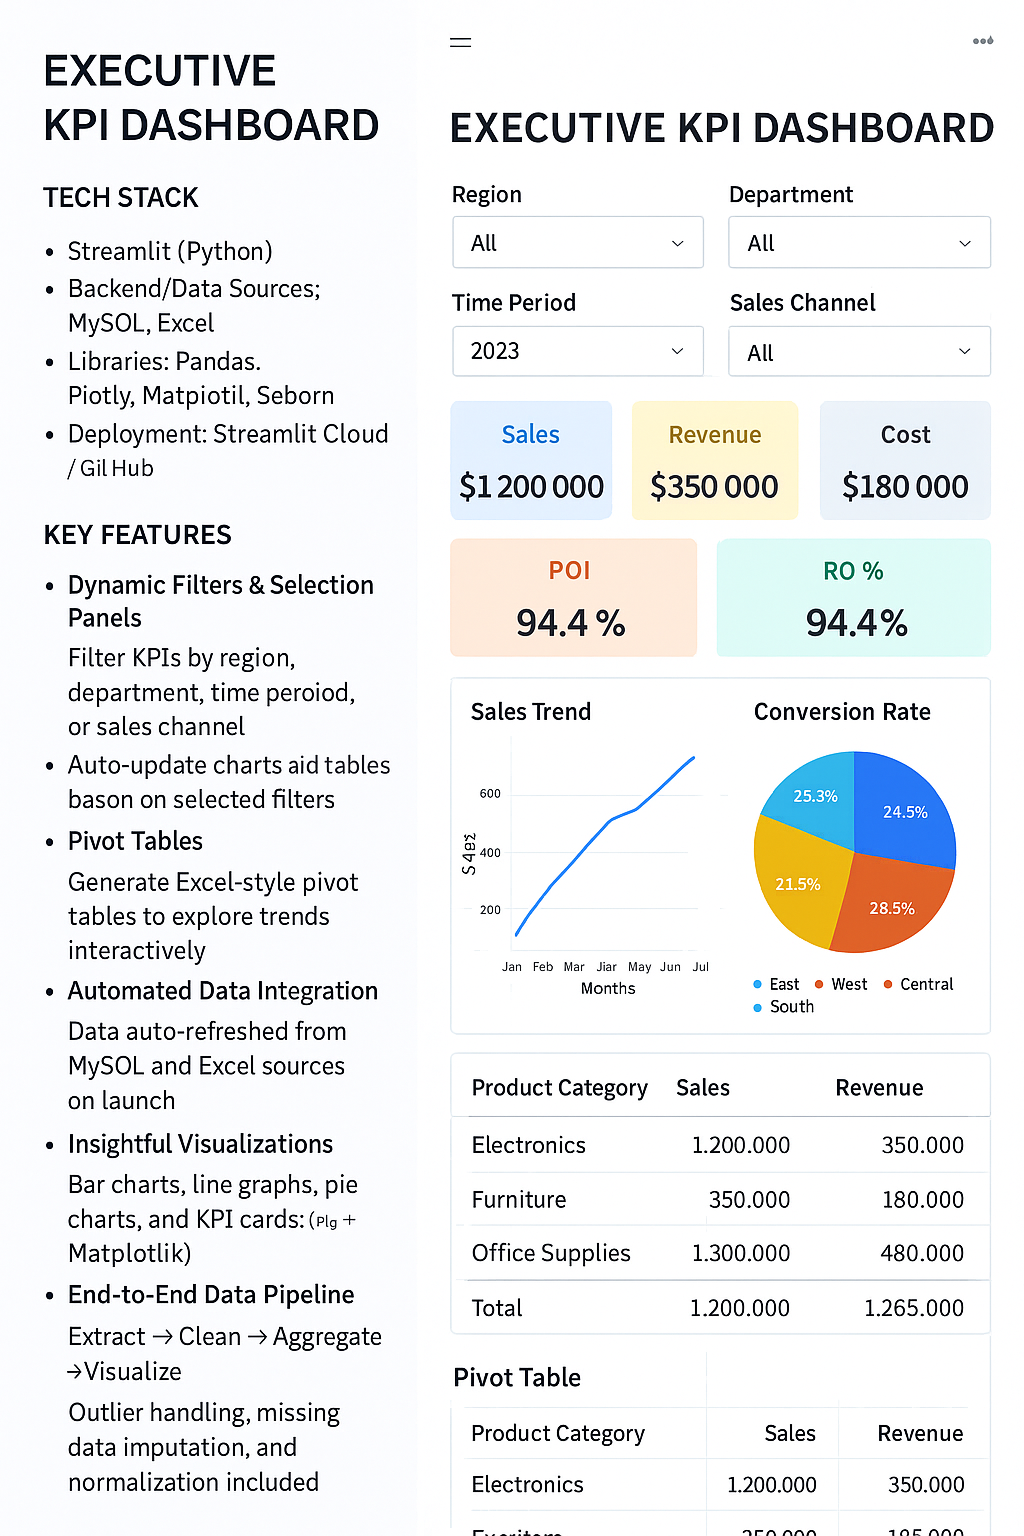 EXECUTIVE
KPI DASHBOARD
TECH STACK
• Streamlit (Python)
• Backend/Data Sources;
MySOL, Excel
• Libraries: Pandas.
Piotly, Matpiotil, Seborn
• Deployment: Streamlit Cloud
/ Gil Hub
KEY FEATURES
• Dynamic Filters & Selection
Panels
Filter KPIs by region,
department, time peroiod,
or sales channel
• Auto-update charts aid tables
bason on selected filters
• Pivot Tables
Generate Excel-style pivot
tables to explore trends
interactively
• Automated Data Integration
Data auto-refreshed from
MySOL and Excel sources
on launch
• Insightful Visualizations
Bar charts, line graphs, pie
charts, and KPI cards: (Plg +
Matplotlik)
• End-to-End Data Pipeline
Extract → Clean → Aggregate
→Visualize
Outlier handling, missing
data imputation, and
normalization included
EXECUTIVE KPI DASHBOARD
Region Department
All All
Time Period Sales Channel
2023 All
Sales Revenue Cost
$1 200 000 $350 000 $180 000
POI RO %
94.4 % 94.4%
Sales Trend
600
400
200
Jan Feb Mar Jiar May Jun Jul
Months
Conversion Rate
25.3% 24.5%
21.5% 28.5%
East West Central
South
Product Category Sales Revenue
Electronics 1.200.000 350.000
Furniture 350.000 180.000
Office Supplies 1.300.000 480.000
Total 1.200.000 1.265.000
Pivot Table
Product Category Sales Revenue
Electronics 1.200.000 350.000